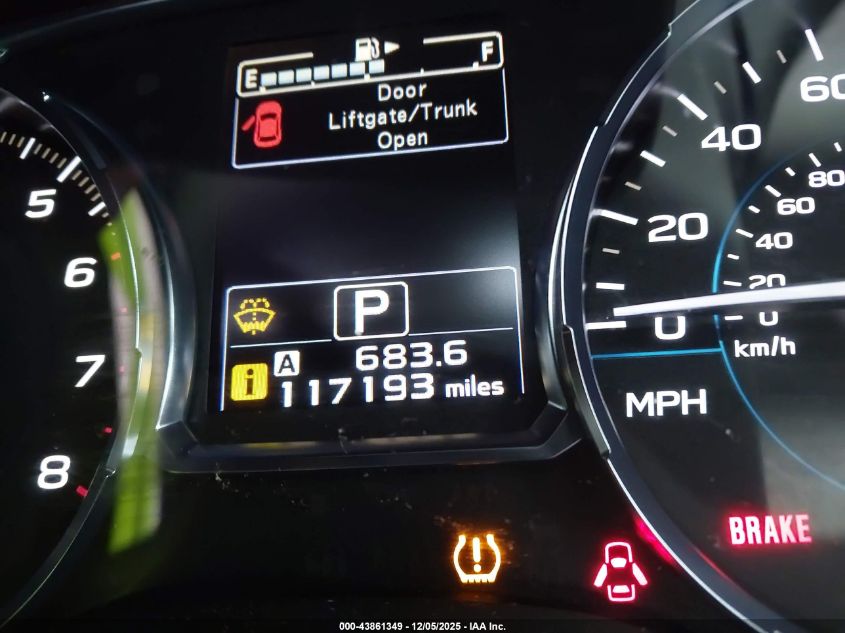 E F
Door
Liftgate/Trunk
Open
P
A 683.6
i 117193 miles
5
6
7
8
60
40
20
0
MPH
80
60
40
20
0
km/h
BRAKE
000-43861349 - 12/05/2025 - IAA Inc.